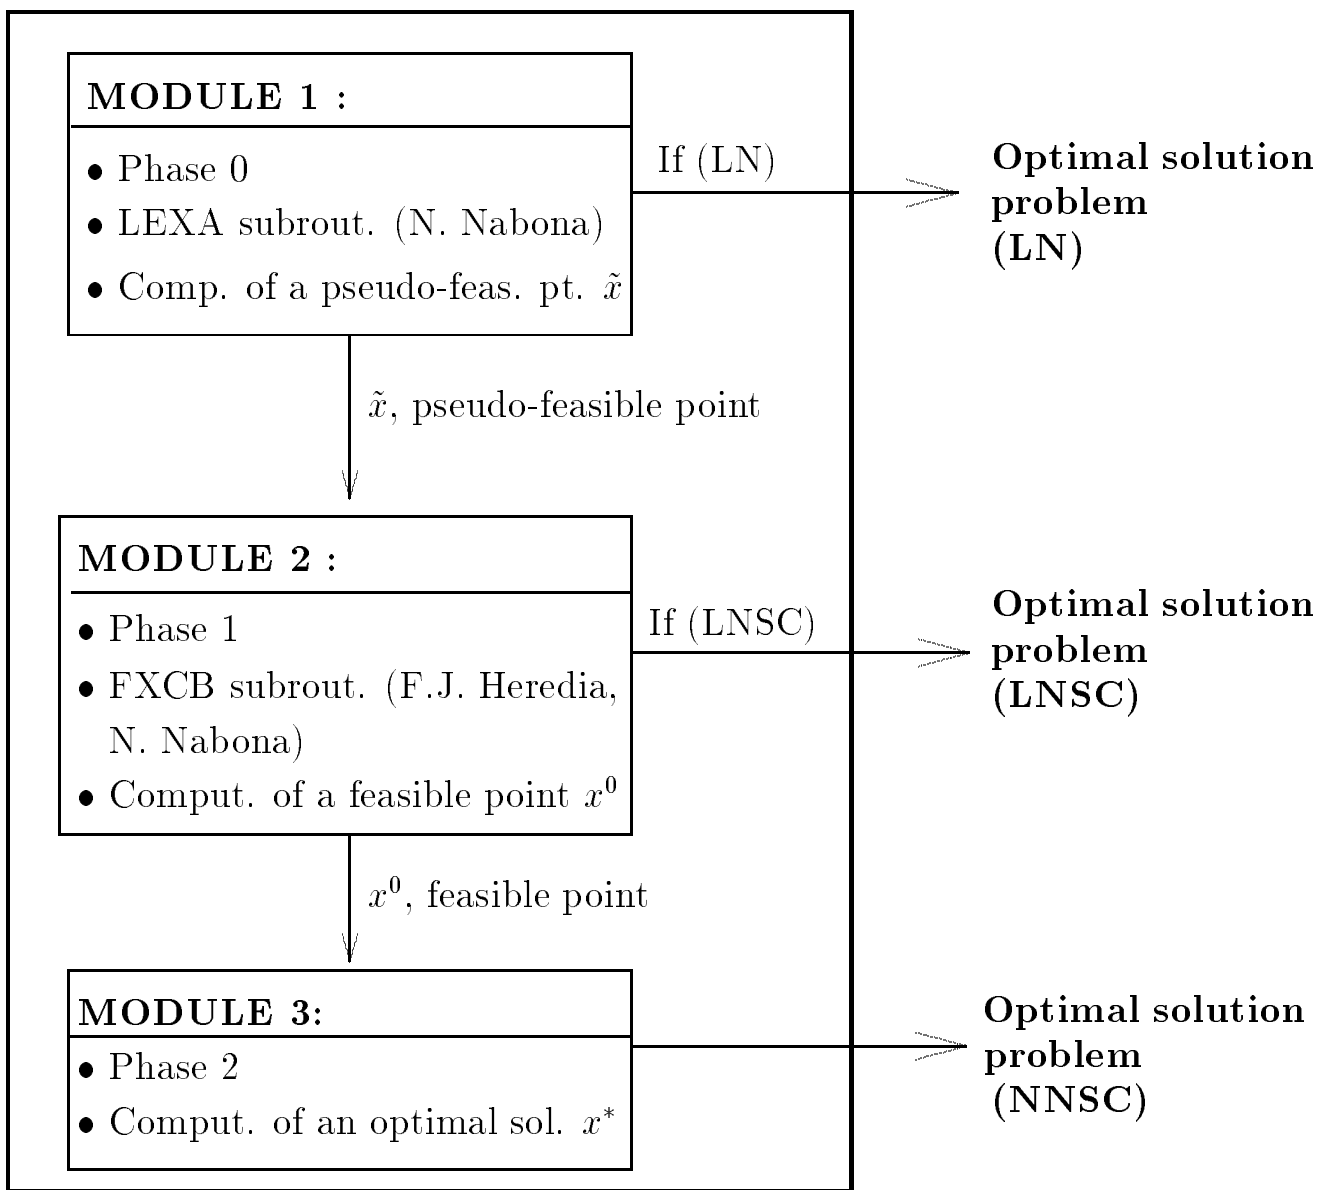 MODULE 1 :
• Phase 0
• LEXA subrout. (N. Nabona)
• Comp. of a pseudo-feas. pt. x̃
If (LN)
Optimal solution
problem
(LN)
x̃, pseudo-feasible point
MODULE 2 :
• Phase 1
• FXCB subrout. (F.J. Heredia,
N. Nabona)
• Comput. of a feasible point x⁰
If (LNSC)
Optimal solution
problem
(LNSC)
x⁰, feasible point
MODULE 3:
• Phase 2
• Comput. of an optimal sol. x*
Optimal solution
problem
(NNSC)